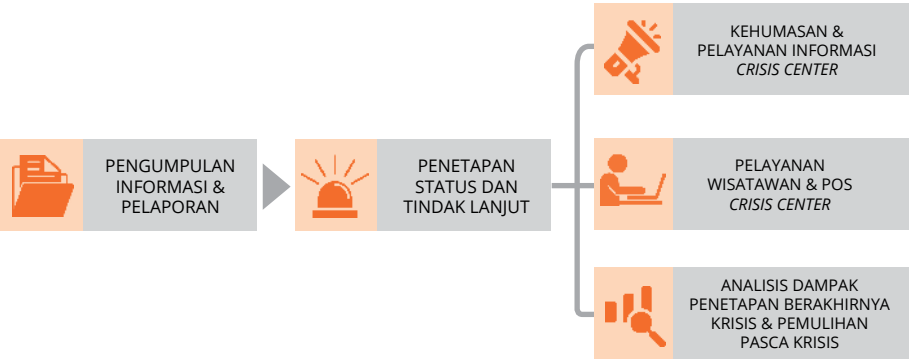 PENGUMPULAN
INFORMASI &
PELAPORAN
PENETAPAN
STATUS DAN
TINDAK LANJUT
KEHUMASAN &
PELAYANAN INFORMASI
CRISIS CENTER
PELAYANAN
WISATAWAN & POS
CRISIS CENTER
ANALISIS DAMPAK
PENETAPAN BERAKHIRNYA
KRISIS & PEMULIHAN
PASCA KRISIS